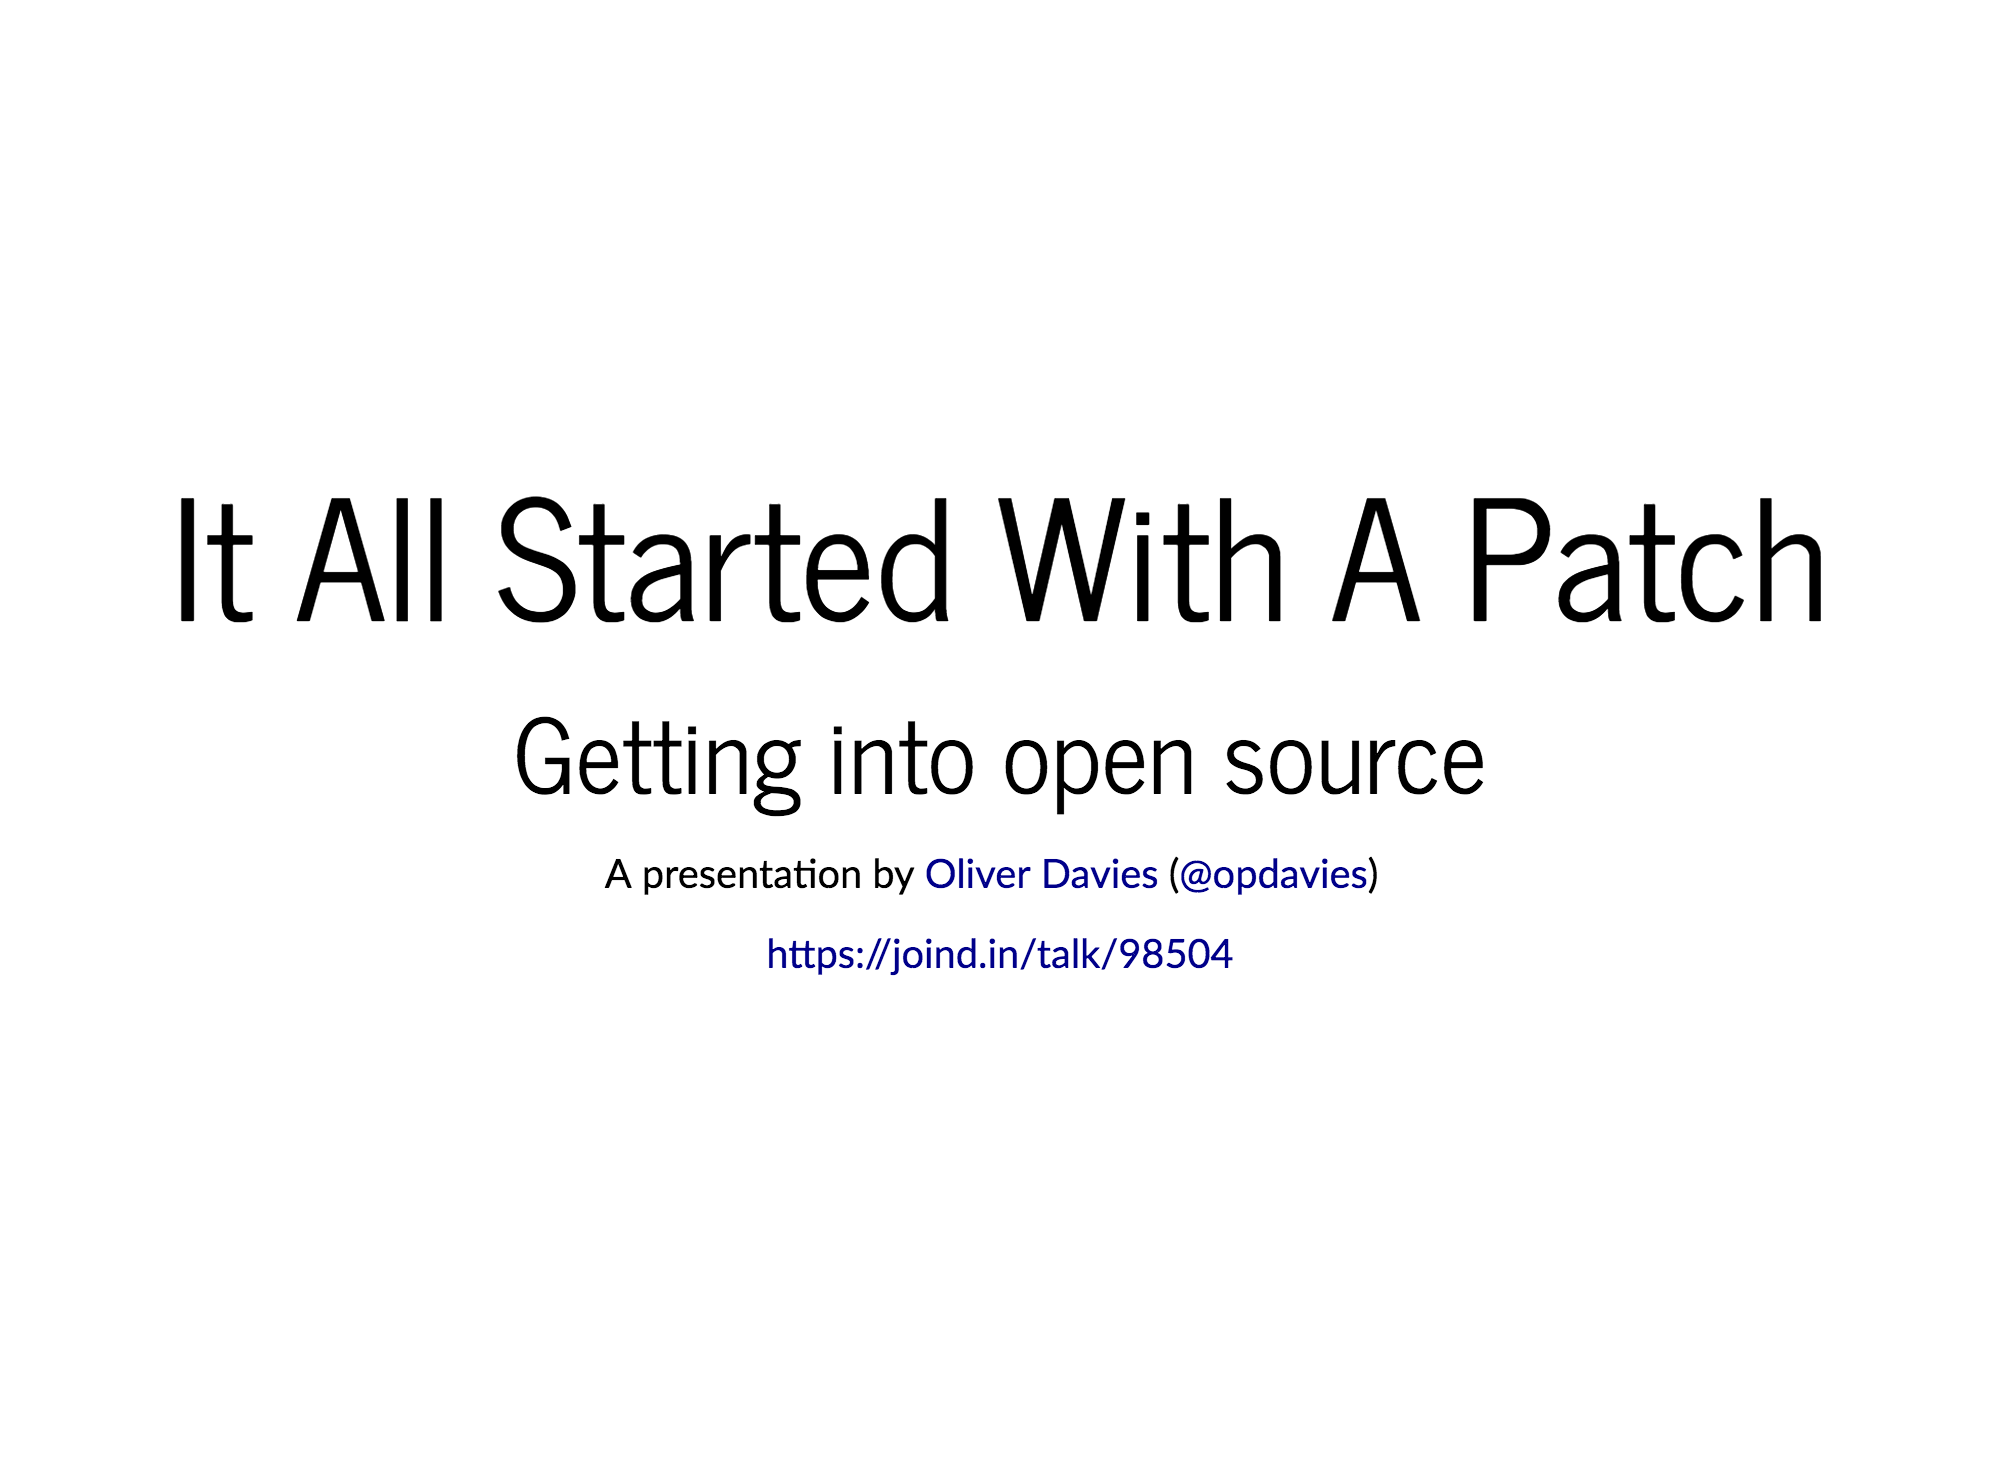 It All Started With A Patch
Getting into open source
A presentation by Oliver Davies (@opdavies)
https://joind.in/talk/98504